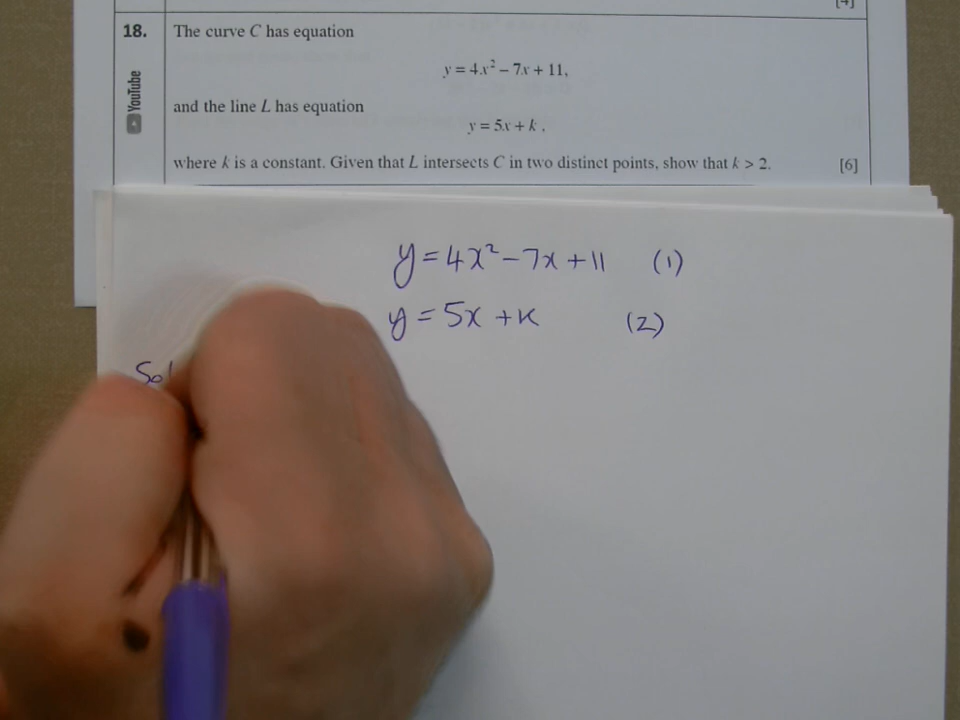 [4]
18. The curve C has equation
y = 4x² – 7x + 11,
YouTube
and the line L has equation
y = 5x + k ,
where k is a constant. Given that L intersects C in two distinct points, show that k > 2. [6]
y = 4x² – 7x + 11 (1)
y = 5x + k (2)
Sol